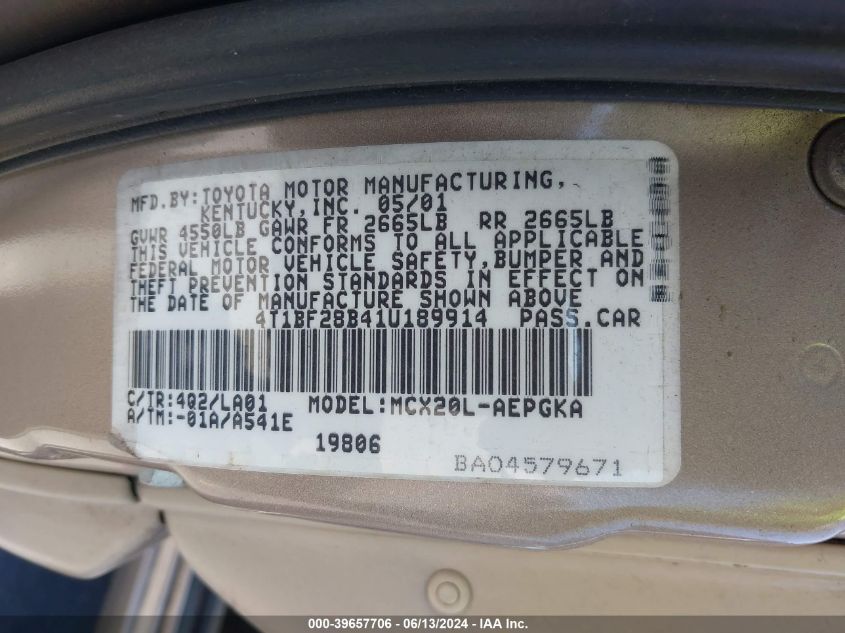 MFD.BY:TOYOTA MOTOR MANUFACTURING,
KENTUCKY,INC. 05/01
GVWR 4550LB GAWR FR 2665LB RR 2665LB
THIS VEHICLE CONFORMS TO ALL APPLICABLE
FEDERAL MOTOR VEHICLE SAFETY,BUMPER AND
THEFT PREVENTION STANDARDS IN EFFECT ON
THE DATE OF MANUFACTURE SHOWN ABOVE
4T1BF28B41U189914 PASS.CAR
C/TR:402/LA01 MODEL:MCX20L-AEPGKA
A/TM:-01A/A541E
19806
BA04579671
000-39657706 - 06/13/2024 - IAA Inc.